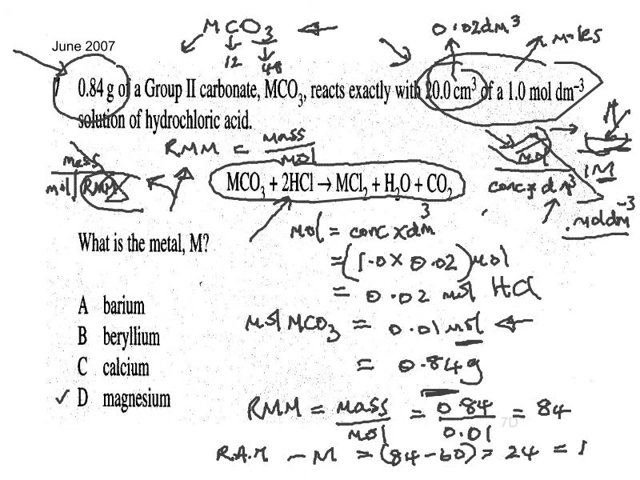 MCO3
0.02dm3
moles
12
48
June 2007
0.84 g of a Group II carbonate, MCO3, reacts exactly with 20.0 cm3 of a 1.0 mol dm-3
solution of hydrochloric acid.
RMM = mass
mol
mass
mol RMM
mol
1M
conc dm3
moldm-3
MCO3 + 2HCl → MCl2 + H2O + CO2
mol = conc x dm3
= (1.0 x 0.02) mol
= 0.02 mol HCl
What is the metal, M?
mol MCO3 = 0.01 mol
= 0.84g
A barium
B beryllium
C calcium
✓ D magnesium
RMM = mass = 0.84 = 84
mol 0.01
70
R.A.M - M = (84-60) = 24 =